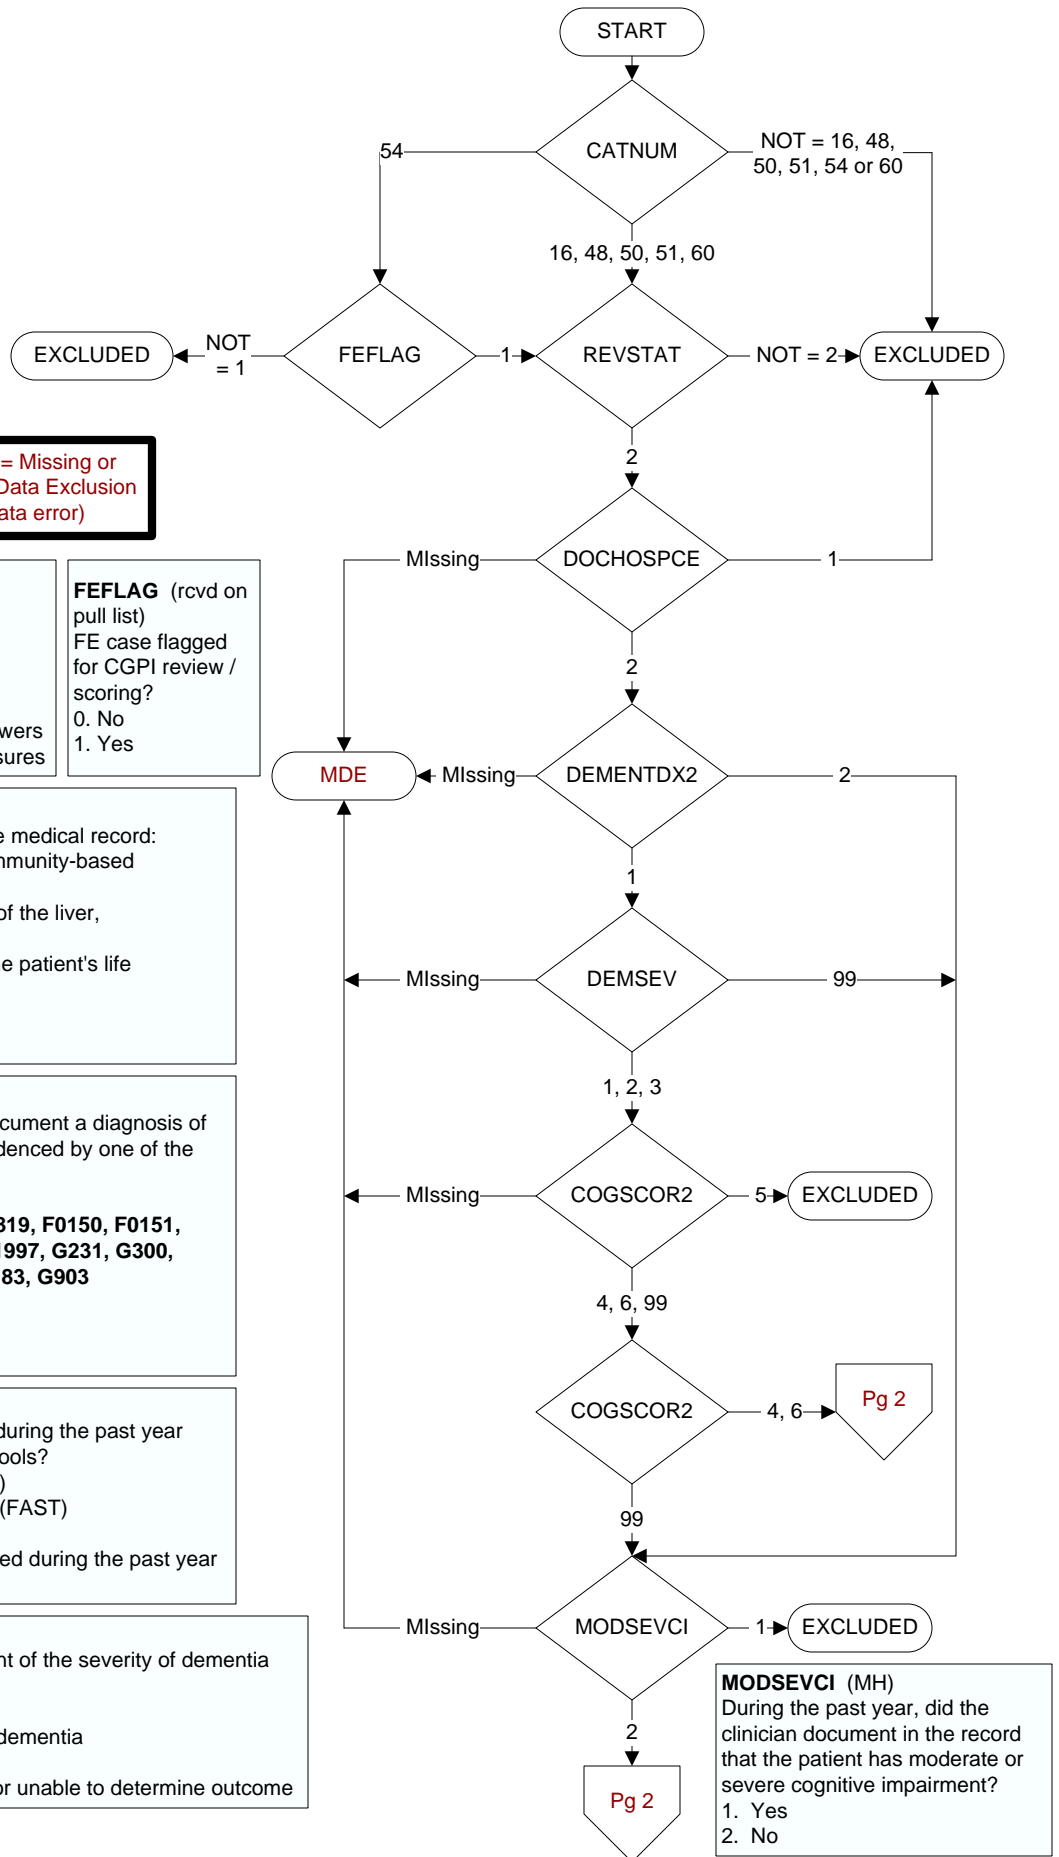 START
CATNUM
54
NOT = 16, 48,
50, 51, 54 or 60
16, 48, 50, 51, 60
EXCLUDED
NOT
= 1
FEFLAG
1
REVSTAT
NOT = 2
EXCLUDED
2
= Missing or
Data Exclusion
ata error)
MIssing
DOCHOSPCE
1
2
wers
sures
FEFLAG (rcvd on
pull list)
FE case flagged
for CGPI review /
scoring?
0. No
1. Yes
MDE
MIssing
DEMENTDX2
2
1
e medical record:
mmunity-based
of the liver,
ne patient's life
MIssing
DEMSEV
99
1, 2, 3
cument a diagnosis of
denced by one of the
319, F0150, F0151,
1997, G231, G300,
83, G903
MIssing
COGSCOR2
5
EXCLUDED
4, 6, 99
COGSCOR2
4, 6
Pg 2
99
during the past year
ools?
)
(FAST)
ed during the past year
MIssing
MODSEVCI
1
EXCLUDED
2
Pg 2
nt of the severity of dementia
dementia
or unable to determine outcome
MODSEVCI (MH)
During the past year, did the
clinician document in the record
that the patient has moderate or
severe cognitive impairment?
1. Yes
2. No